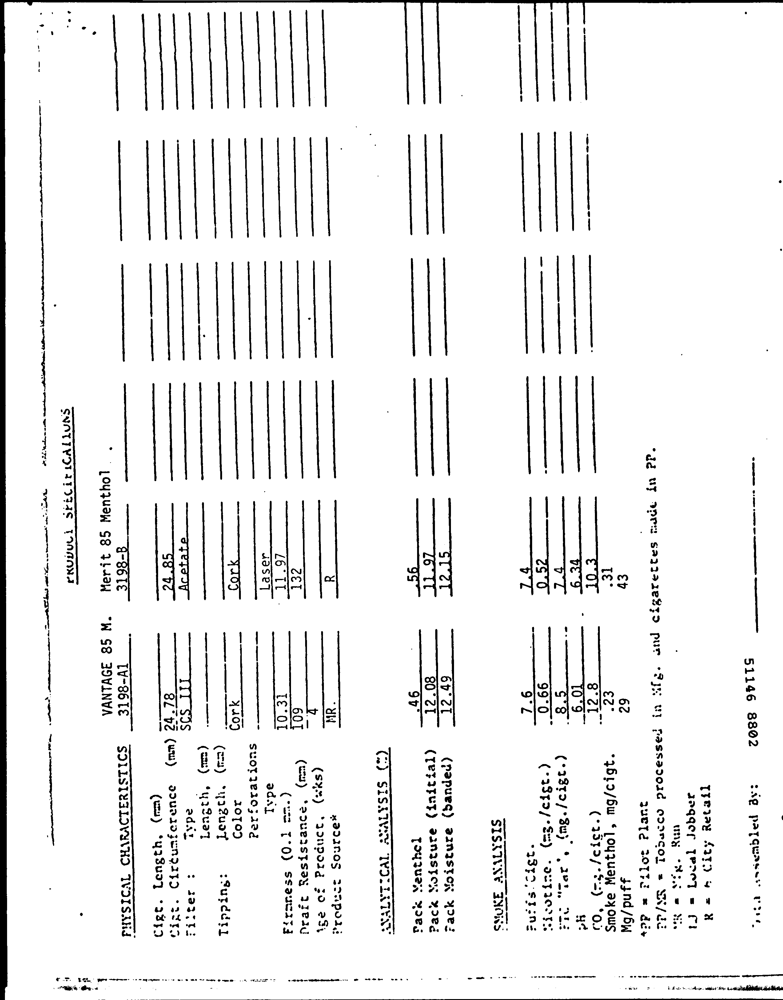 PRODUCT SPECIFICATIONS
VANTAGE 85 M. Merit 85 Menthol
PHYSICAL CHARACTERISTICS 3198-A1 3198-B
Cigt. Length, (mm)
Cigt. Circumference (mm) 24.78 24.85
Filter : Type SCS III Acetate
Length, (mm)
Tipping: Length, (mm)
Color Cork Cork
Perforations
Type Laser
Firmness (0.1 mm.) 10.31 11.97
Draft Resistance, (mm) 109 132
Age of Product, (wks) 4
Product Source* MR. R
ANALYTICAL ANALYSIS (%)
Pack Menthol .46 .56
Pack Moisture (initial) 12.08 11.97
Pack Moisture (banded) 12.49 12.15
SMOKE ANALYSIS
Puffs/Cigt. 7.6 7.4
Nicotine, (mg./cigt.) 0.66 0.52
FTC "Tar", (mg./cigt.) 8.5 7.4
pH 6.01 6.34
CO, (mg./cigt.) 12.8 10.3
Smoke Menthol, mg/cigt. .23 .31
Mg/puff 29 43
*PP = Pilot Plant
PP/MR = Tobacco processed in Mfg. and cigarettes made in PP.
MR = Mfg. Run
LJ = Local Jobber
R = City Retail
Assembled By:
51146 8802